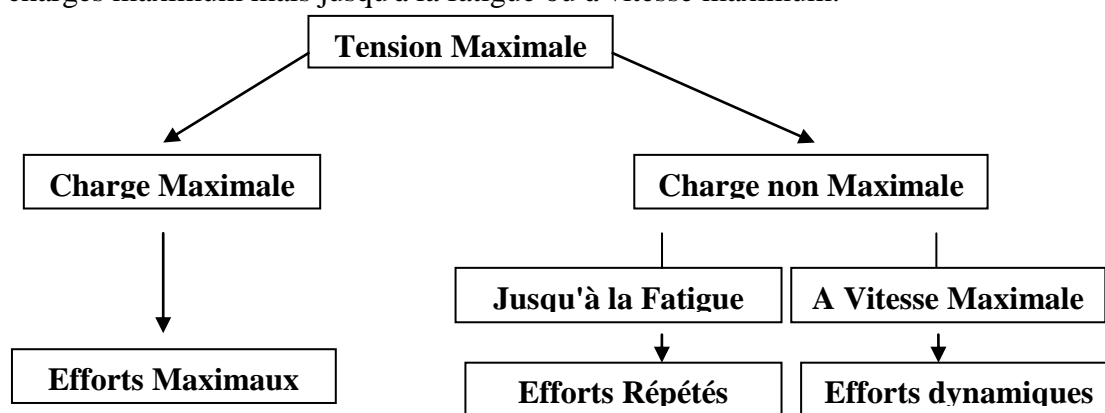 charges maximum mais jusqu'à la fatigue ou à vitesse maximum.
Tension Maximale
Charge Maximale
Charge non Maximale
Jusqu'à la Fatigue
A Vitesse Maximale
Efforts Maximaux
Efforts Répétés
Efforts dynamiques